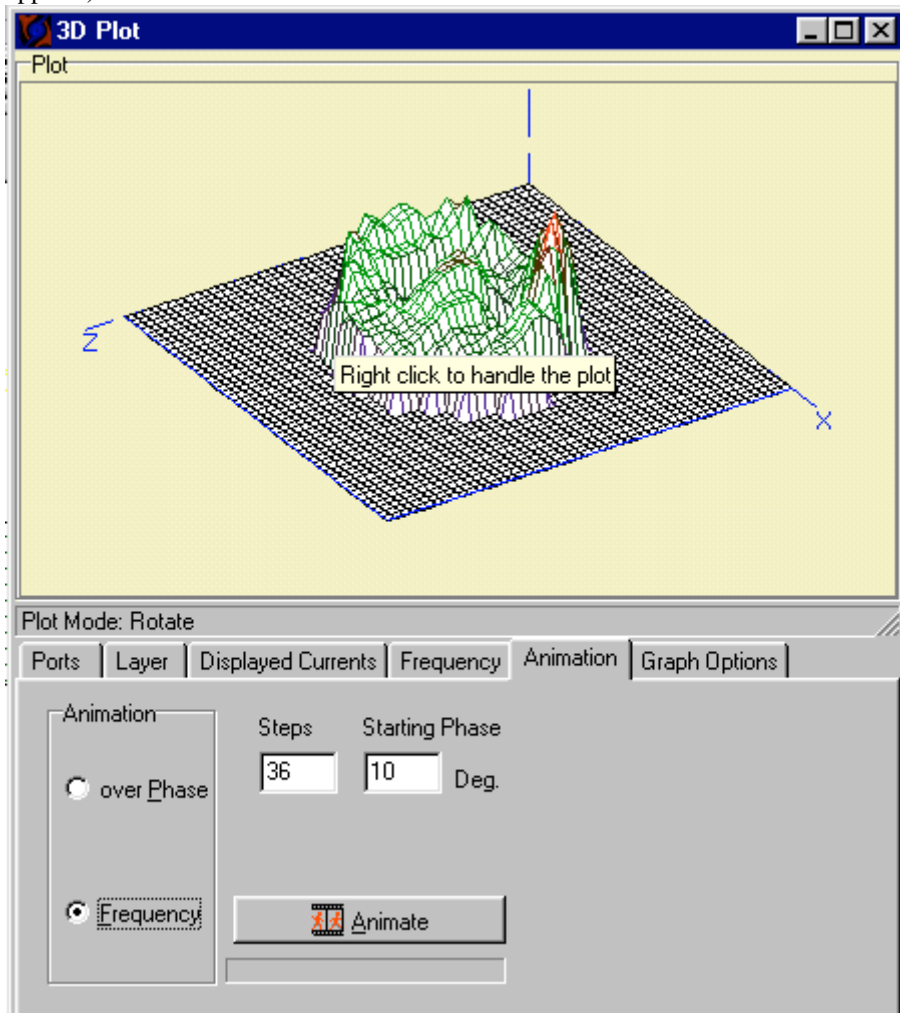 3D Plot
Plot
Z
X
Right click to handle the plot
Plot Mode: Rotate
Ports Layer Displayed Currents Frequency Animation Graph Options
Animation
Steps Starting Phase
36 10 Deg.
over Phase
Frequency
Animate